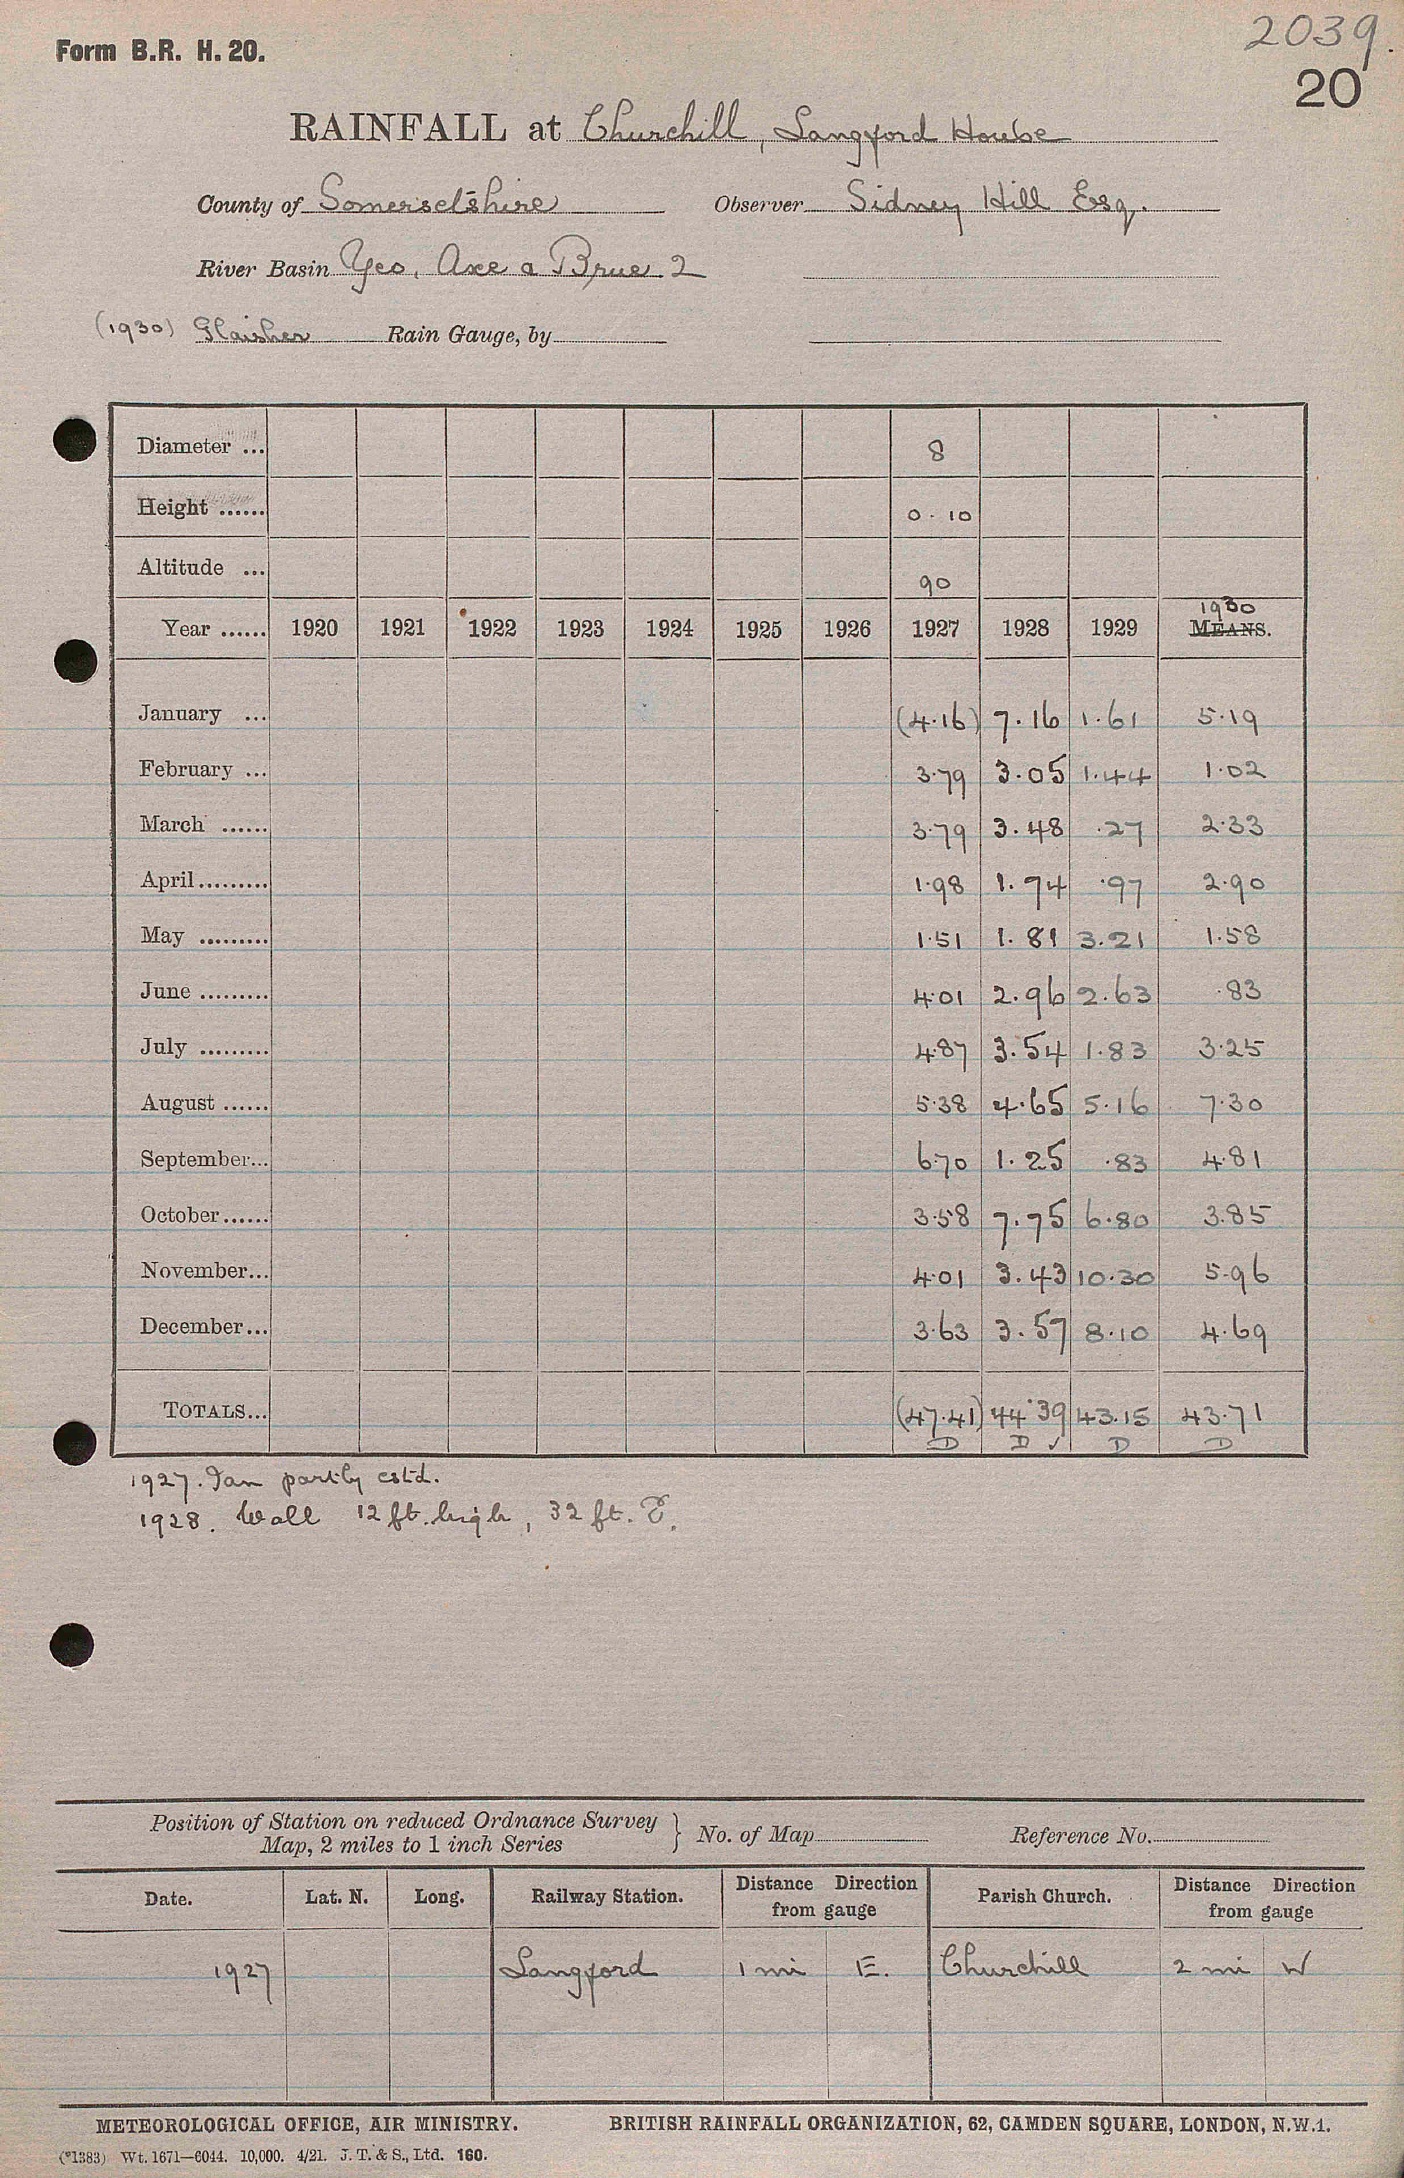 2039.
Form B.R. H. 20.
20
RAINFALL at Churchill, Langford House
County of Somersetshire Observer Sidney Hill Esq.
River Basin Yeo, Axe & Brue 2
(1930) Glaisher Rain Gauge, by
Diameter ... 8
Height ...... 0.10
Altitude ... 90
1930
Year ...... 1920 1921 1922 1923 1924 1925 1926 1927 1928 1929 MEANS.
January ... (4.16) 7.16 1.61 5.19
February ... 3.79 3.05 1.44 1.02
March ...... 3.79 3.48 .27 2.33
April ......... 1.98 1.74 .97 2.90
May ......... 1.51 1.81 3.21 1.58
June ......... 4.01 2.96 2.63 .83
July ......... 4.87 3.54 1.83 3.25
August ...... 5.38 4.65 5.16 7.30
September... 6.70 1.25 .83 4.81
October...... 3.58 7.75 6.80 3.85
November... 4.01 3.43 10.30 5.96
December... 3.63 3.57 8.10 4.69
TOTALS... (47.41) 44.39 43.15 43.71
D D ✓ D D
1927. Jan partly estd.
1928. Wall 12 ft. high, 32 ft. E.
Position of Station on reduced Ordnance Survey
Map, 2 miles to 1 inch Series } No. of Map Reference No.
Date. Lat. N. Long. Railway Station. Distance Direction from gauge Parish Church. Distance Direction from gauge
1927 Langford 1 mi E. Churchill 2 mi W
METEOROLOGICAL OFFICE, AIR MINISTRY. BRITISH RAINFALL ORGANIZATION, 62, CAMDEN SQUARE, LONDON, N.W.1.
(*1383) Wt. 1671—6044. 10,000. 4/21. J. T. & S., Ltd. 160.